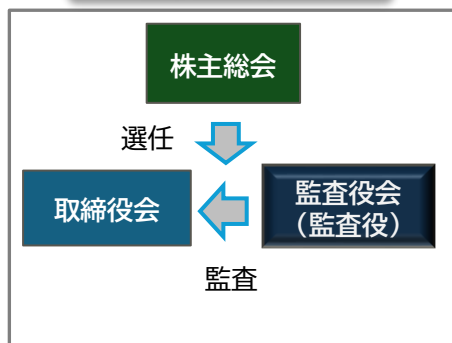 株主総会
選任
取締役会
監査役会
（監査役）
監査